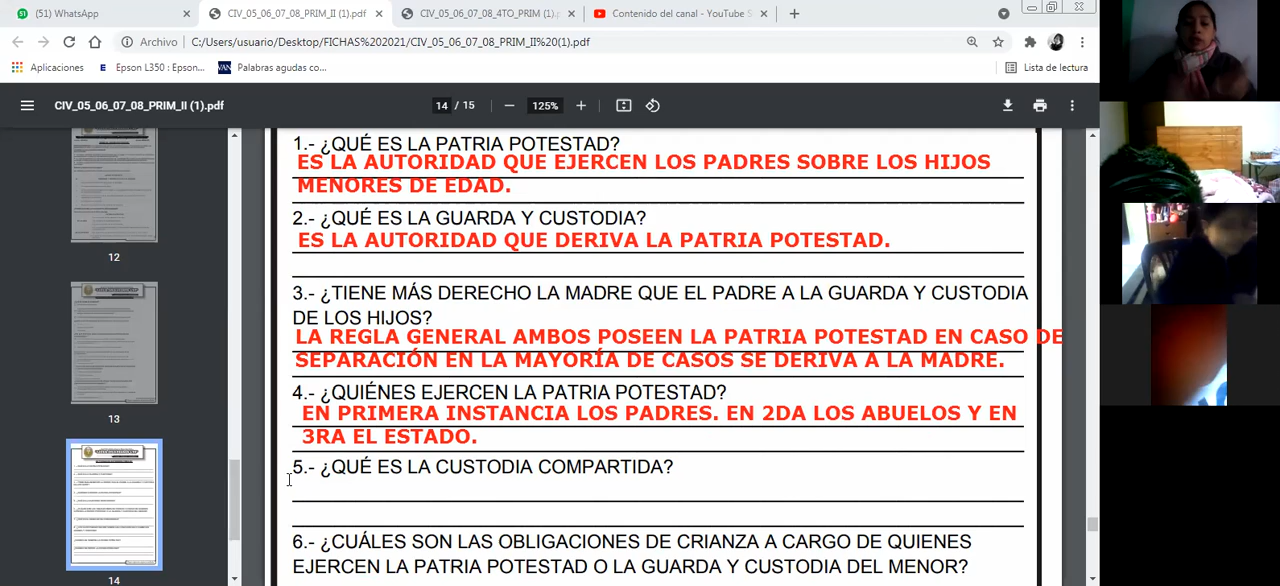 (51) WhatsApp
CIV_05_06_07_08_PRIM_II (1).pdf
CIV_05_06_07_08_4TO_PRIM (1).p
Contenido del canal - YouTube S
Archivo
C:/Users/usuario/Desktop/FICHAS%202021/CIV_05_06_07_08_PRIM_II%20(1).pdf
Aplicaciones
Epson L350 : Epson...
Palabras agudas co...
Lista de lectura
CIV_05_06_07_08_PRIM_II (1).pdf
14 / 15
125%
12
13
14
1.- ¿QUÉ ES LA PATRIA POTESTAD?
ES LA AUTORIDAD QUE EJERCEN LOS PADRES SOBRE LOS HIJOS
MENORES DE EDAD.
2.- ¿QUÉ ES LA GUARDA Y CUSTODIA?
ES LA AUTORIDAD QUE DERIVA LA PATRIA POTESTAD.
3.- ¿TIENE MÁS DERECHO LA MADRE QUE EL PADRE A LA GUARDA Y CUSTODIA
DE LOS HIJOS?
LA REGLA GENERAL AMBOS POSEEN LA PATRIA POTESTAD EN CASO DE
SEPARACIÓN EN LA MAYORÍA DE CASOS SE DERIVA A LA MADRE.
4.- ¿QUIÉNES EJERCEN LA PATRIA POTESTAD?
EN PRIMERA INSTANCIA LOS PADRES. EN 2DA LOS ABUELOS Y EN
3RA EL ESTADO.
5.- ¿QUÉ ES LA CUSTODIA COMPARTIDA?
6.- ¿CUÁLES SON LAS OBLIGACIONES DE CRIANZA A CARGO DE QUIENES
EJERCEN LA PATRIA POTESTAD O LA GUARDA Y CUSTODIA DEL MENOR?